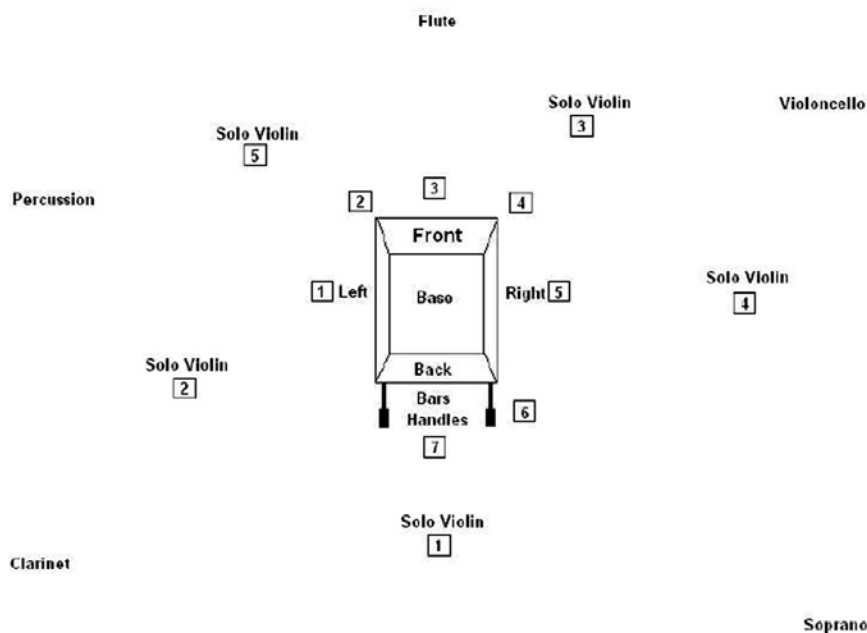 Flute
Solo Violin
3
Violoncello
Solo Violin
5
Percussion
2
3
4
Front
1 Left
Base
Right 5
Solo Violin
4
Solo Violin
2
Back
Bars
Handles
6
7
Solo Violin
1
Clarinet
Soprano